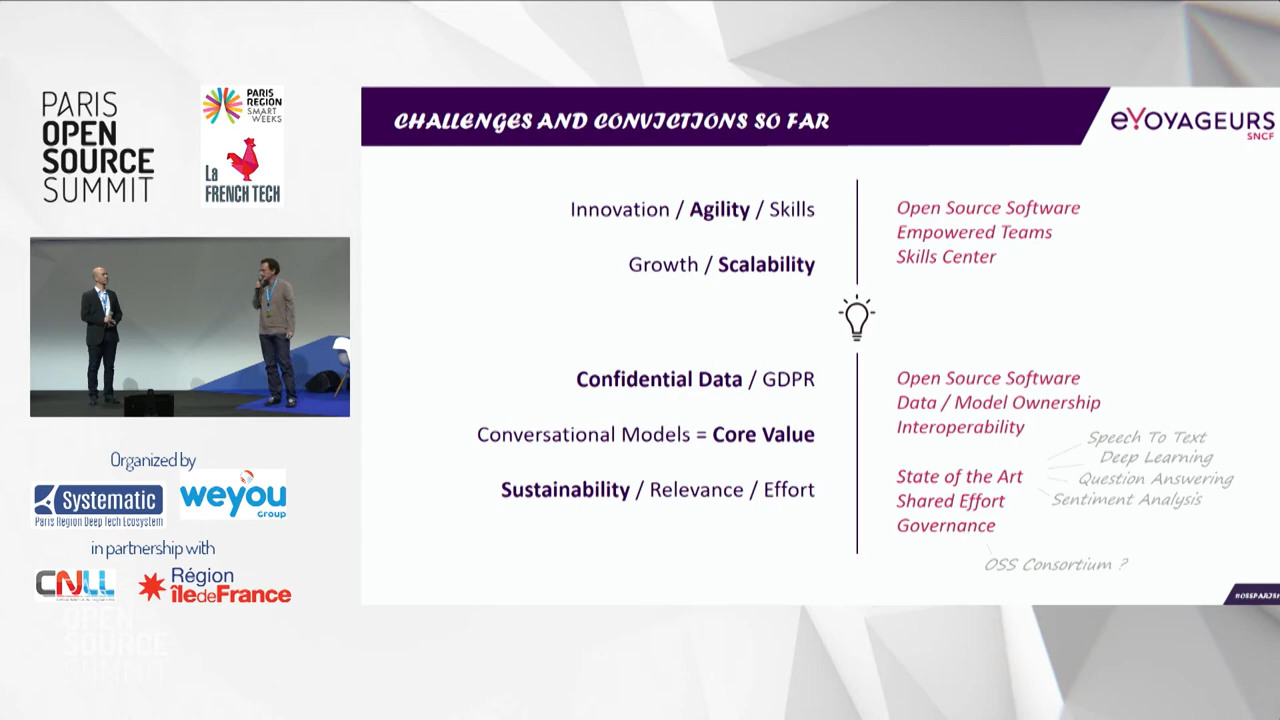 PARIS
OPEN
SOURCE
SUMMIT
PARIS
REGION
SMART
WEEKS
La
FRENCH TECH
Organized by
Systematic
Paris Region Deep Tech Ecosystem
weyou
Group
in partnership with
CNLL
Région
îledeFrance
OPEN
SOURCE
SUMMIT
CHALLENGES AND CONVICTIONS SO FAR
eVOYAGEURS
SNCF
Innovation / Agility / Skills
Growth / Scalability
Open Source Software
Empowered Teams
Skills Center
Confidential Data / GDPR
Conversational Models = Core Value
Sustainability / Relevance / Effort
Open Source Software
Data / Model Ownership
Interoperability
State of the Art
Shared Effort
Governance
Speech To Text
Deep Learning
Question Answering
Sentiment Analysis
OSS Consortium ?